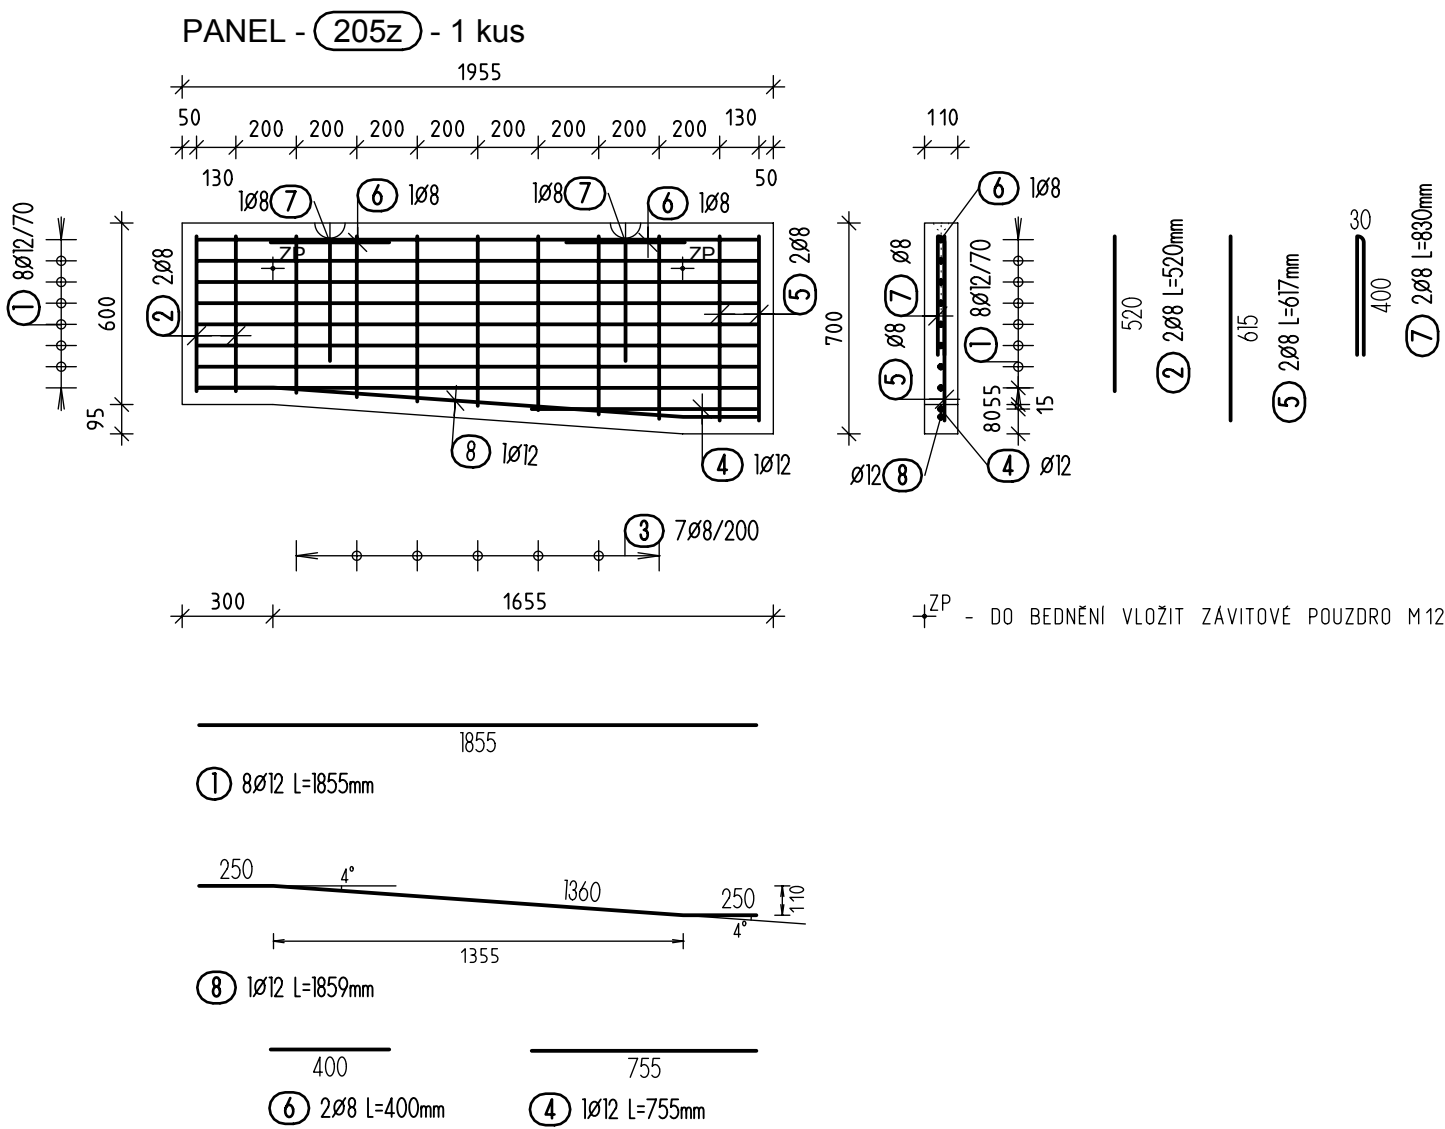 PANEL - 205z - 1 kus
1955
50 200 200 200 200 200 200 200 200 130
130 50
110
1 8Ø12/70
600
95
2 2Ø8
1Ø8 7
6 1Ø8
1Ø8 7
6 1Ø8
ZP
ZP
5 2Ø8
700
8 1Ø12
4 1Ø12
6 1Ø8
7 Ø8
5 Ø8
1 8Ø12/70
8055
15
Ø12 8
4 Ø12
520
2 2Ø8 L=520mm
615
5 2Ø8 L=617mm
30
400
7 2Ø8 L=830mm
3 7Ø8/200
300 1655
ZP - DO BEDNĚNÍ VLOŽIT ZÁVITOVÉ POUZDRO M12
1855
1 8Ø12 L=1855mm
250 4° 1360 250 110
4°
1355
8 1Ø12 L=1859mm
400
6 2Ø8 L=400mm
755
4 1Ø12 L=755mm